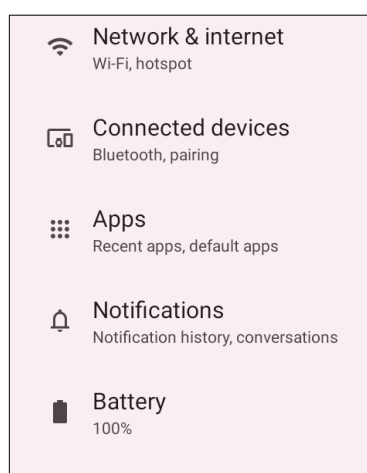 Network & internet
Wi-Fi, hotspot
Connected devices
Bluetooth, pairing
Apps
Recent apps, default apps
Notifications
Notification history, conversations
Battery
100%